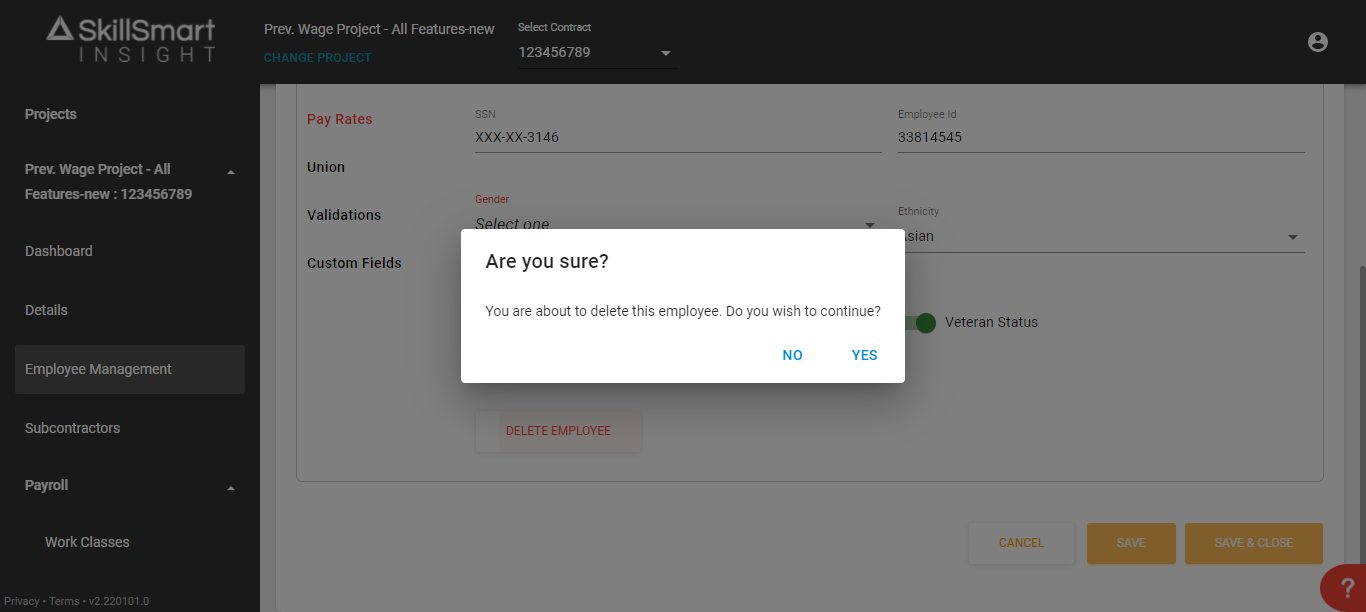 SkillSmart
INSIGHT
Prev. Wage Project - All Features-new
CHANGE PROJECT
Select Contract
123456789
Projects
Prev. Wage Project - All
Features-new : 123456789
Dashboard
Details
Employee Management
Subcontractors
Payroll
Work Classes
Privacy • Terms • v2.220101.0
Pay Rates
Union
Validations
Custom Fields
SSN
XXX-XX-3146
Employee Id
33814545
Gender
Select one
Ethnicity
Asian
Veteran Status
Are you sure?
You are about to delete this employee. Do you wish to continue?
NO
YES
DELETE EMPLOYEE
CANCEL
SAVE
SAVE & CLOSE
?